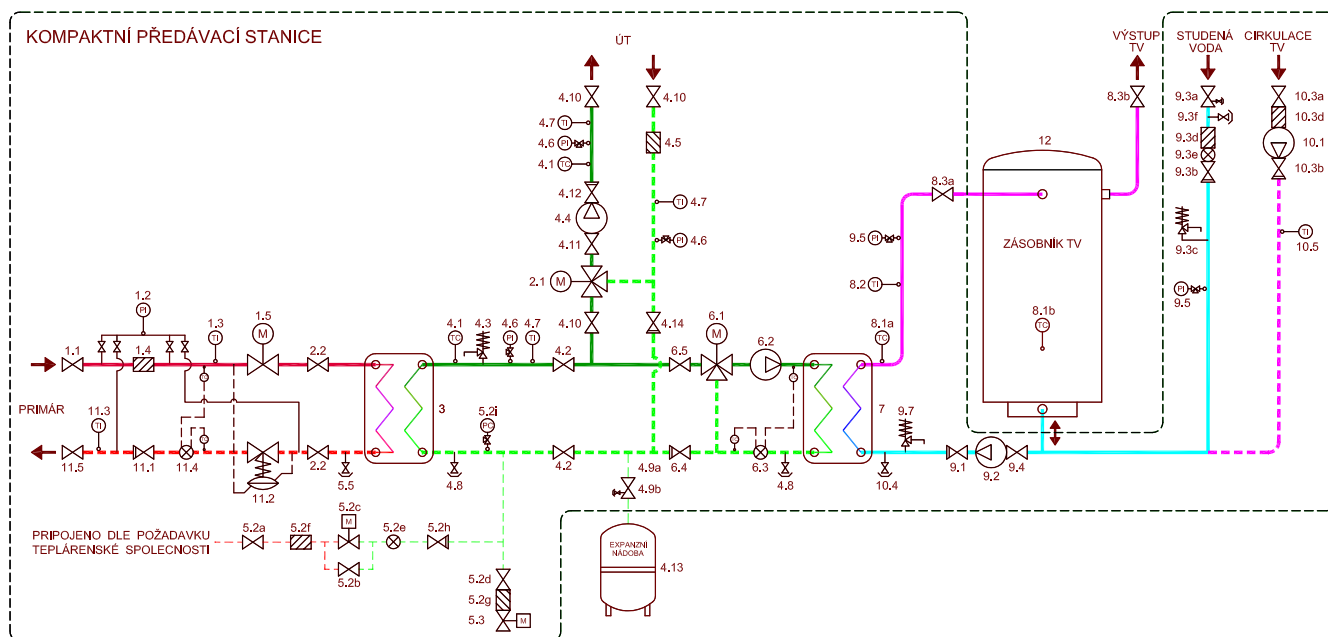 KOMPAKTNÍ PŘEDÁVACÍ STANICE
ÚT
VÝSTUP
TV
STUDENÁ
VODA
CIRKULACE
TV
4.10
4.10
8.3b
9.3a
10.3a
4.7 TI
9.3f
10.3d
4.6 PI
4.5
9.3d
10.1
4.1 TC
12
9.3e
9.3b
10.3b
4.12
8.3a
TI 4.7
4.4
9.5 PI
PI 4.6
TI
10.5
4.11
ZÁSOBNÍK TV
9.3c
2.1 M
8.2 TI
PI
9.5
1.2
PI
1.3
TI
1.5
M
4.1
TC
4.3
4.6
PI
4.7
TI
4.10
4.14
6.1
M
6.2
8.1a
TC
8.1b
TC
1.1
1.4
2.2
4.2
6.5
PRIMÁR
11.3
TI
3
5.2i
PC
7
9.7
11.5
11.1
11.4
11.2
2.2
5.5
4.8
4.2
4.9a
6.4
6.3
4.8
10.4
9.1
9.2
9.4
4.9b
PRIPOJENO DLE POŽADAVKU
TEPLÁRENSKÉ SPOLECNOSTI
5.2a
5.2f
5.2c
M
5.2e
5.2h
5.2b
EXPANZNÍ
NÁDOBA
4.13
5.2d
5.2g
5.3
M